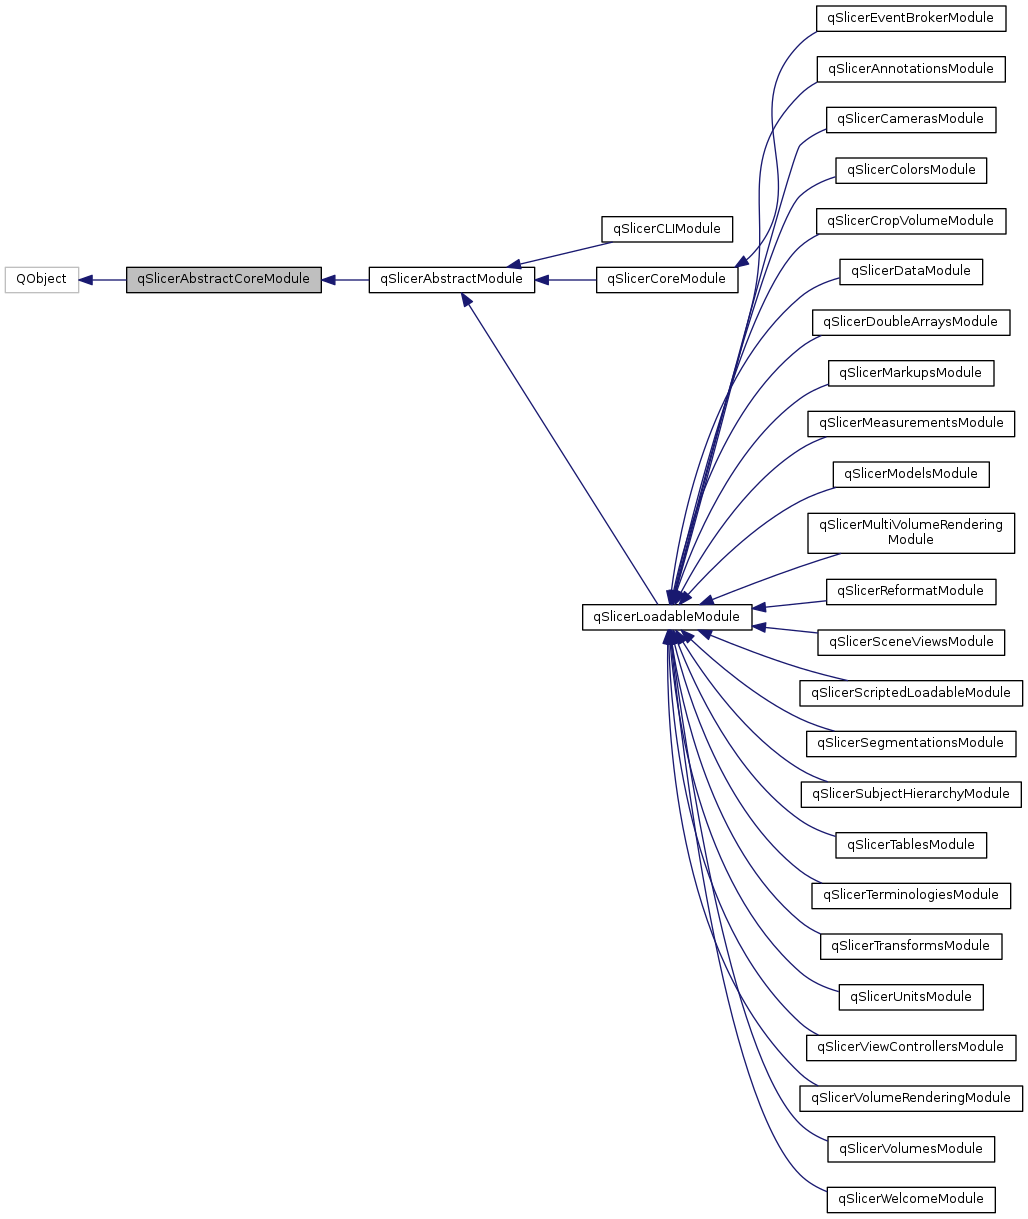 qSlicerEventBrokerModule
qSlicerAnnotationsModule
qSlicerCamerasModule
qSlicerColorsModule
qSlicerCropVolumeModule
qSlicerCLIModule
qSlicerDataModule
QObject
qSlicerAbstractCoreModule
qSlicerAbstractModule
qSlicerCoreModule
qSlicerDoubleArraysModule
qSlicerMarkupsModule
qSlicerMeasurementsModule
qSlicerModelsModule
qSlicerMultiVolumeRendering
Module
qSlicerReformatModule
qSlicerLoadableModule
qSlicerSceneViewsModule
qSlicerScriptedLoadableModule
qSlicerSegmentationsModule
qSlicerSubjectHierarchyModule
qSlicerTablesModule
qSlicerTerminologiesModule
qSlicerTransformsModule
qSlicerUnitsModule
qSlicerViewControllersModule
qSlicerVolumeRenderingModule
qSlicerVolumesModule
qSlicerWelcomeModule